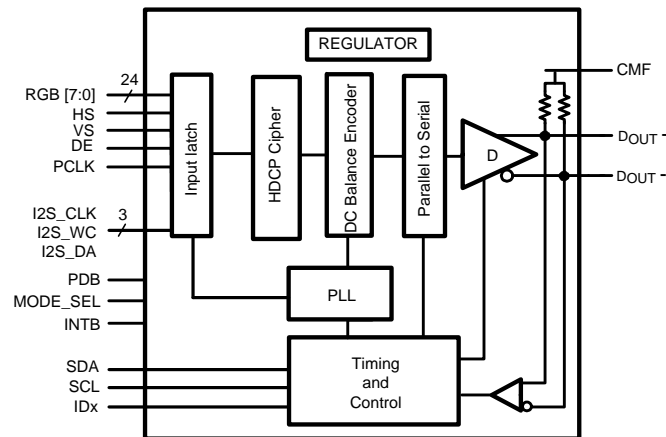 REGULATOR
CMF
24
RGB [7:0]
HS
VS
DE
PCLK
Input latch
HDCP Cipher
DC Balance Encoder
Parallel to Serial
D
DOUT
DOUT
I2S_CLK
3
I2S_WC
I2S_DA
PDB
MODE_SEL
INTB
PLL
SDA
SCL
IDx
Timing
and
Control